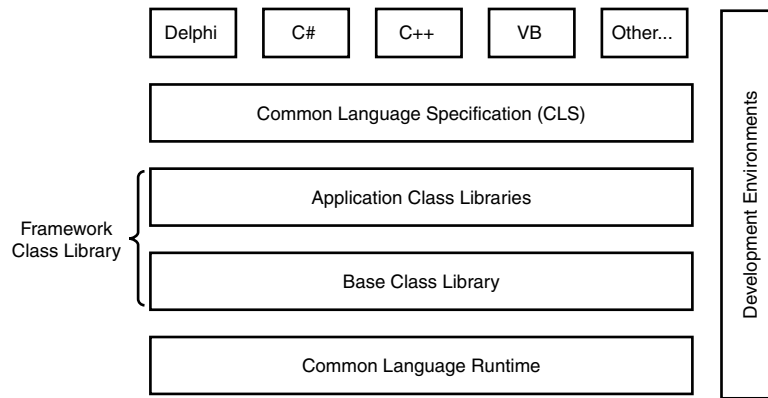 Delphi
C#
C++
VB
Other...
Common Language Specification (CLS)
Application Class Libraries
Framework
Class Library
Base Class Library
Common Language Runtime
Development Environments